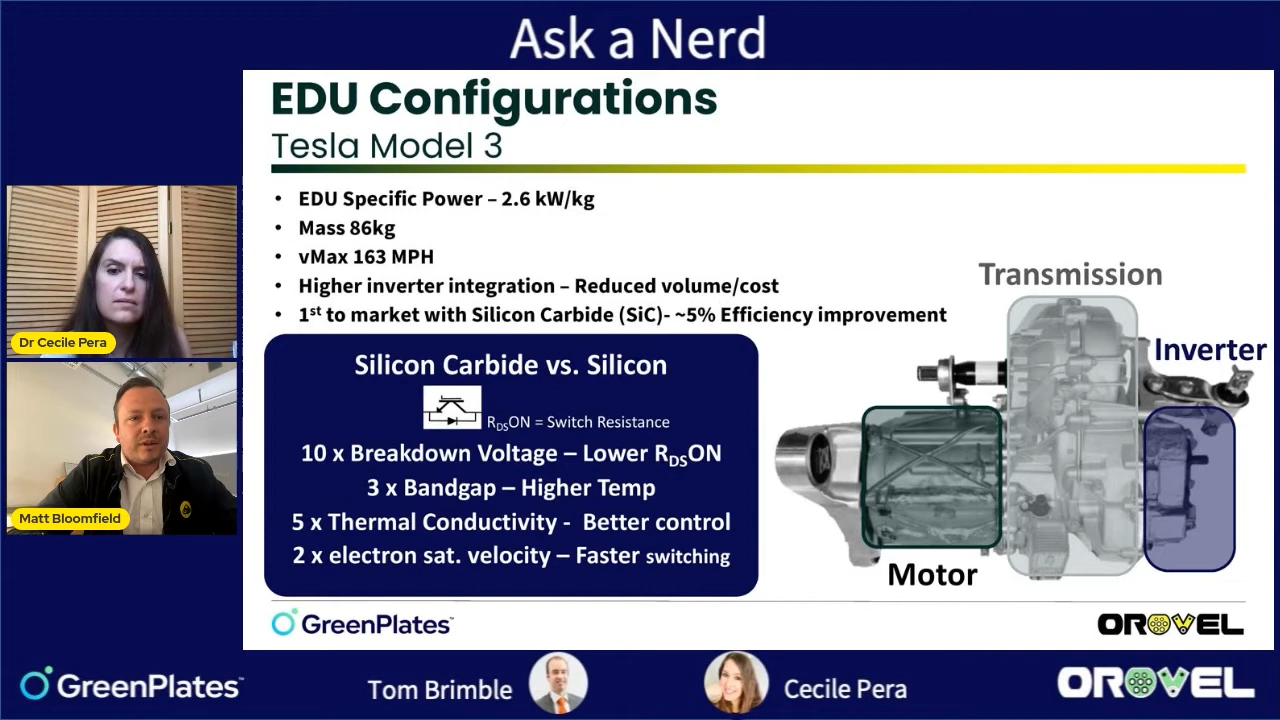 Ask a Nerd
EDU Configurations
Tesla Model 3
• EDU Specific Power – 2.6 kW/kg
• Mass 86kg
• vMax 163 MPH
• Higher inverter integration – Reduced volume/cost
• 1st to market with Silicon Carbide (SiC)- ~5% Efficiency improvement
Silicon Carbide vs. Silicon
RDSON = Switch Resistance
10 x Breakdown Voltage – Lower RDSON
3 x Bandgap – Higher Temp
5 x Thermal Conductivity - Better control
2 x electron sat. velocity – Faster switching
Transmission
Inverter
Motor
Dr Cecile Pera
Matt Bloomfield
GreenPlates
OROVEL
GreenPlates
Tom Brimble
Cecile Pera
OROVEL